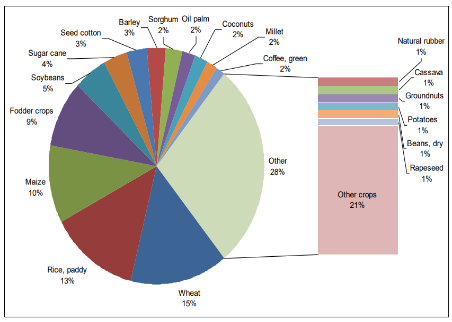 Barley
3%
Sorghum
2%
Oil palm
2%
Coconuts
2%
Millet
2%
Coffee, green
2%
Seed cotton
3%
Sugar cane
4%
Soybeans
5%
Fodder crops
9%
Maize
10%
Rice, paddy
13%
Wheat
15%
Other
28%
Natural rubber
1%
Cassava
1%
Groundnuts
1%
Potatoes
1%
Beans, dry
1%
Rapeseed
1%
Other crops
21%